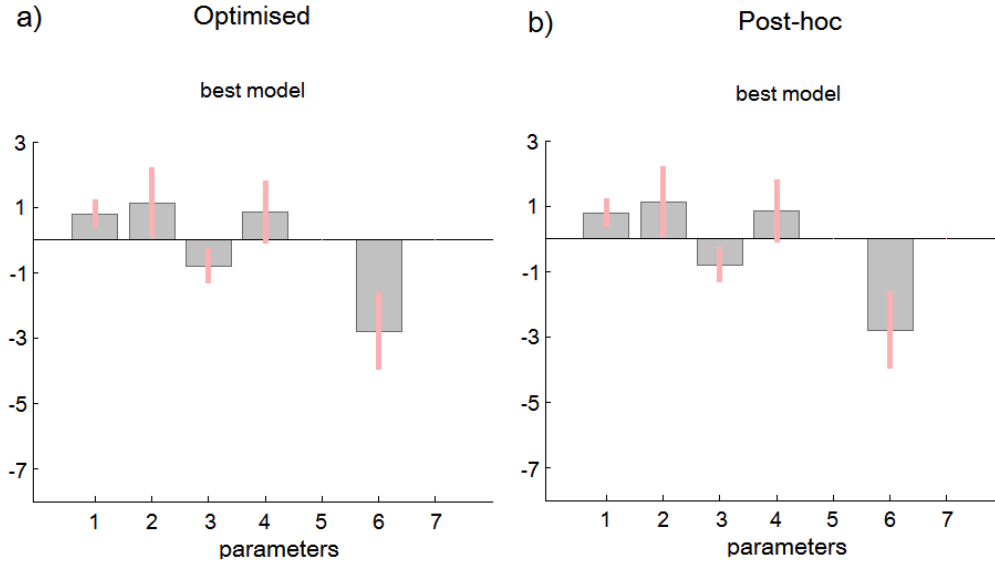 a)
Optimised
best model
3
1
-1
-3
-5
-7
1 2 3 4 5 6 7
parameters
b)
Post-hoc
best model
3
1
-1
-3
-5
-7
1 2 3 4 5 6 7
parameters